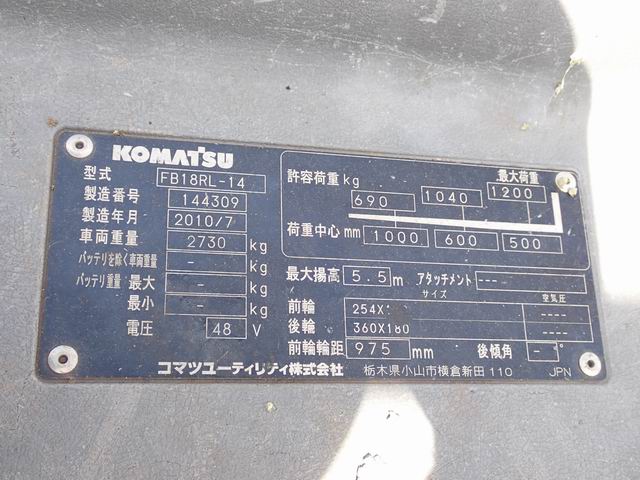 KOMATSU
型式 FB18RL-14
製造番号 144309
製造年月 2010/7
車両重量 2730 kg
バッテリを除く車両重量 - kg
バッテリ重量 最大 - kg
最小 - kg
電圧 48 V
許容荷重 kg 690 1040 最大荷重 1200
荷重中心 mm 1000 600 500
最大揚高 5.5 m アタッチメント ---
サイズ 空気圧
前輪 254X ----
後輪 360X180 ----
前輪輪距 975 mm 後傾角 - °
コマツユーティリティ株式会社 栃木県小山市横倉新田110 JPN